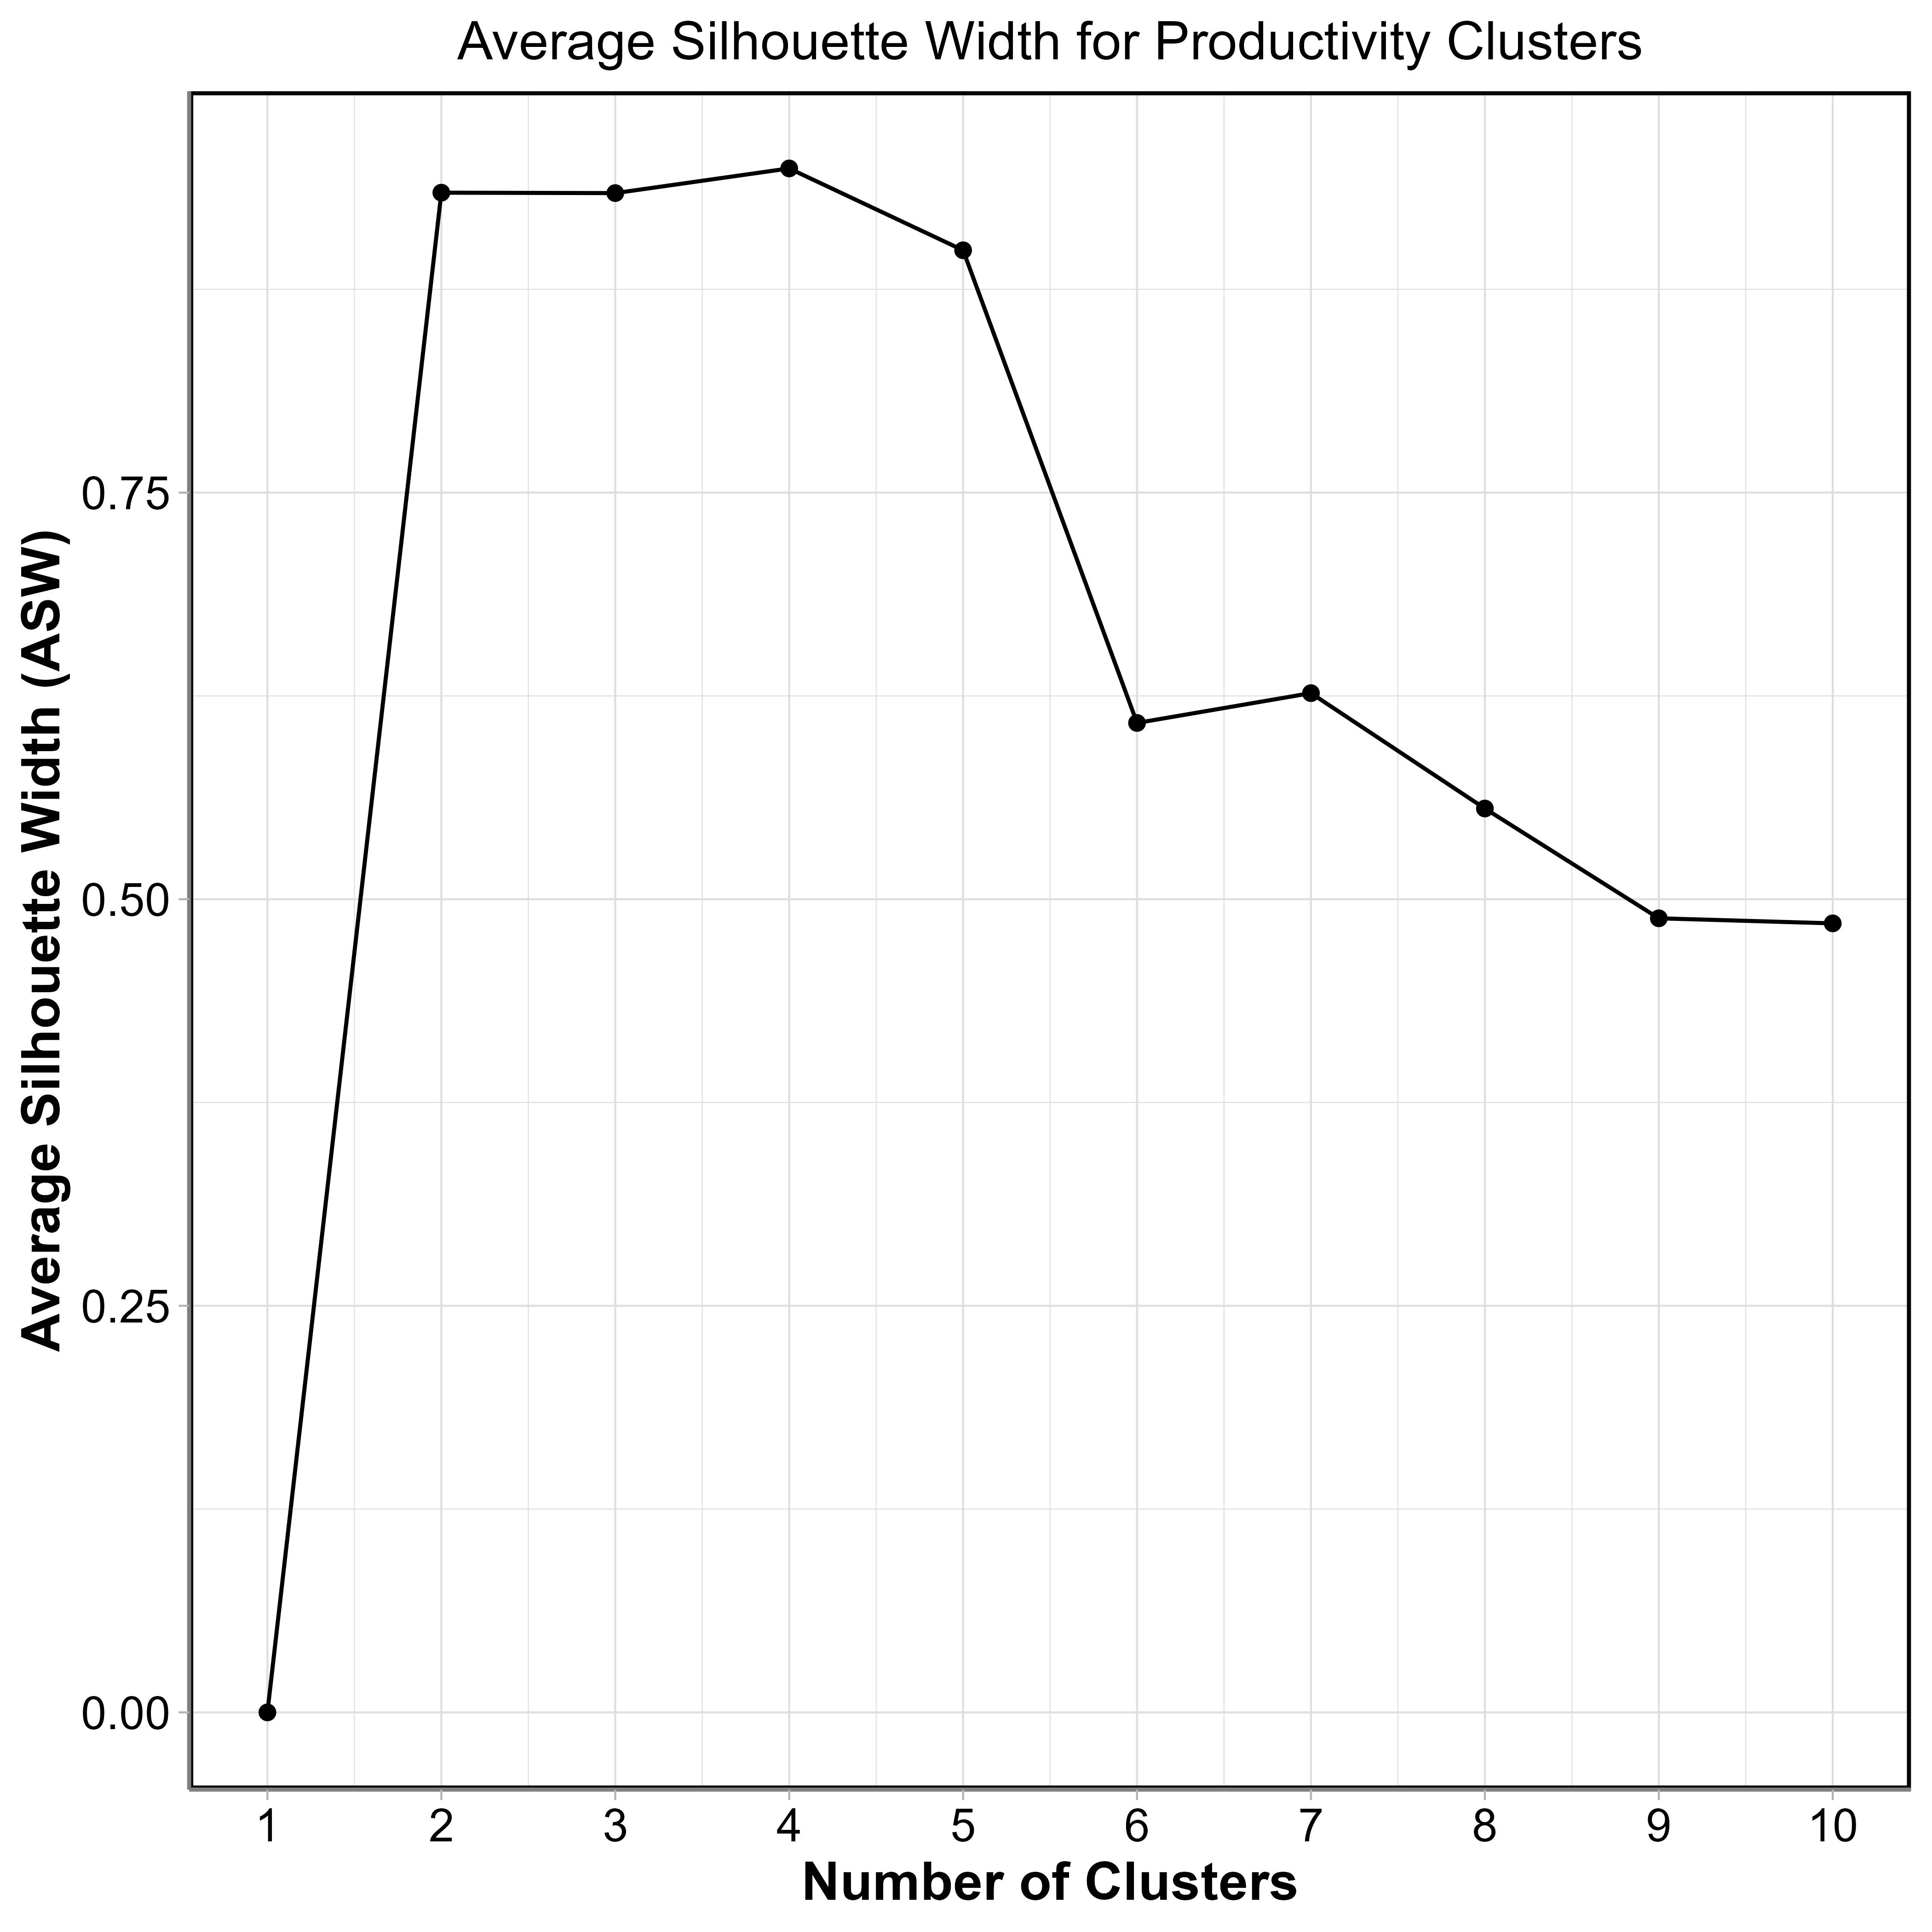 Average Silhouette Width for Productivity Clusters
Average Silhouette Width (ASW)
0.75
0.50
0.25
0.00
1 2 3 4 5 6 7 8 9 10
Number of Clusters